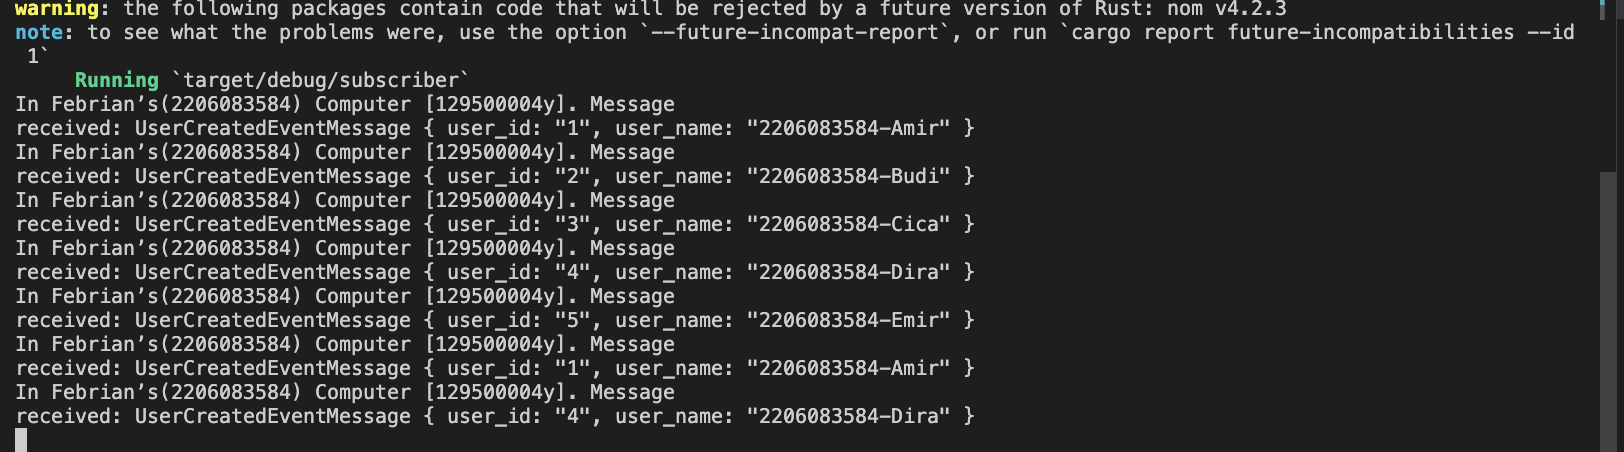 warning: the following packages contain code that will be rejected by a future version of Rust: nom v4.2.3
note: to see what the problems were, use the option `--future-incompat-report`, or run `cargo report future-incompatibilities --id
1`
Running `target/debug/subscriber`
In Febrian’s(2206083584) Computer [129500004y]. Message
received: UserCreatedEventMessage { user_id: "1", user_name: "2206083584-Amir" }
In Febrian’s(2206083584) Computer [129500004y]. Message
received: UserCreatedEventMessage { user_id: "2", user_name: "2206083584-Budi" }
In Febrian’s(2206083584) Computer [129500004y]. Message
received: UserCreatedEventMessage { user_id: "3", user_name: "2206083584-Cica" }
In Febrian’s(2206083584) Computer [129500004y]. Message
received: UserCreatedEventMessage { user_id: "4", user_name: "2206083584-Dira" }
In Febrian’s(2206083584) Computer [129500004y]. Message
received: UserCreatedEventMessage { user_id: "5", user_name: "2206083584-Emir" }
In Febrian’s(2206083584) Computer [129500004y]. Message
received: UserCreatedEventMessage { user_id: "1", user_name: "2206083584-Amir" }
In Febrian’s(2206083584) Computer [129500004y]. Message
received: UserCreatedEventMessage { user_id: "4", user_name: "2206083584-Dira" }